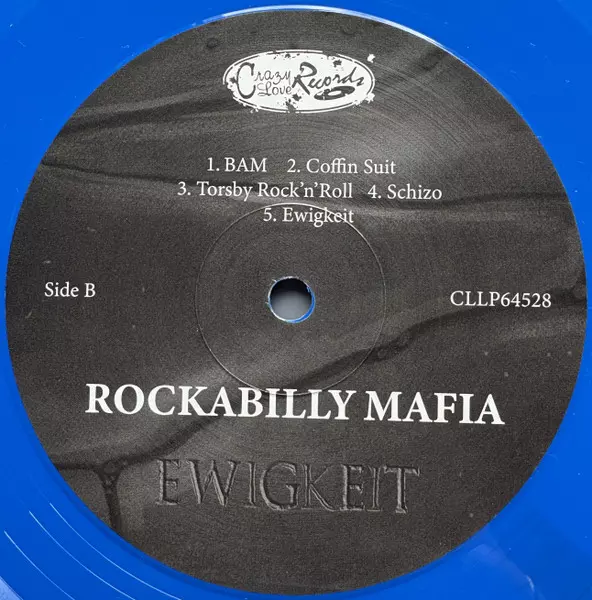 Crazy Love Records
1. BAM 2. Coffin Suit
3. Torsby Rock'n'Roll 4. Schizo
5. Ewigkeit
Side B
CLLP64528
ROCKABILLY MAFIA
EWIGKEIT